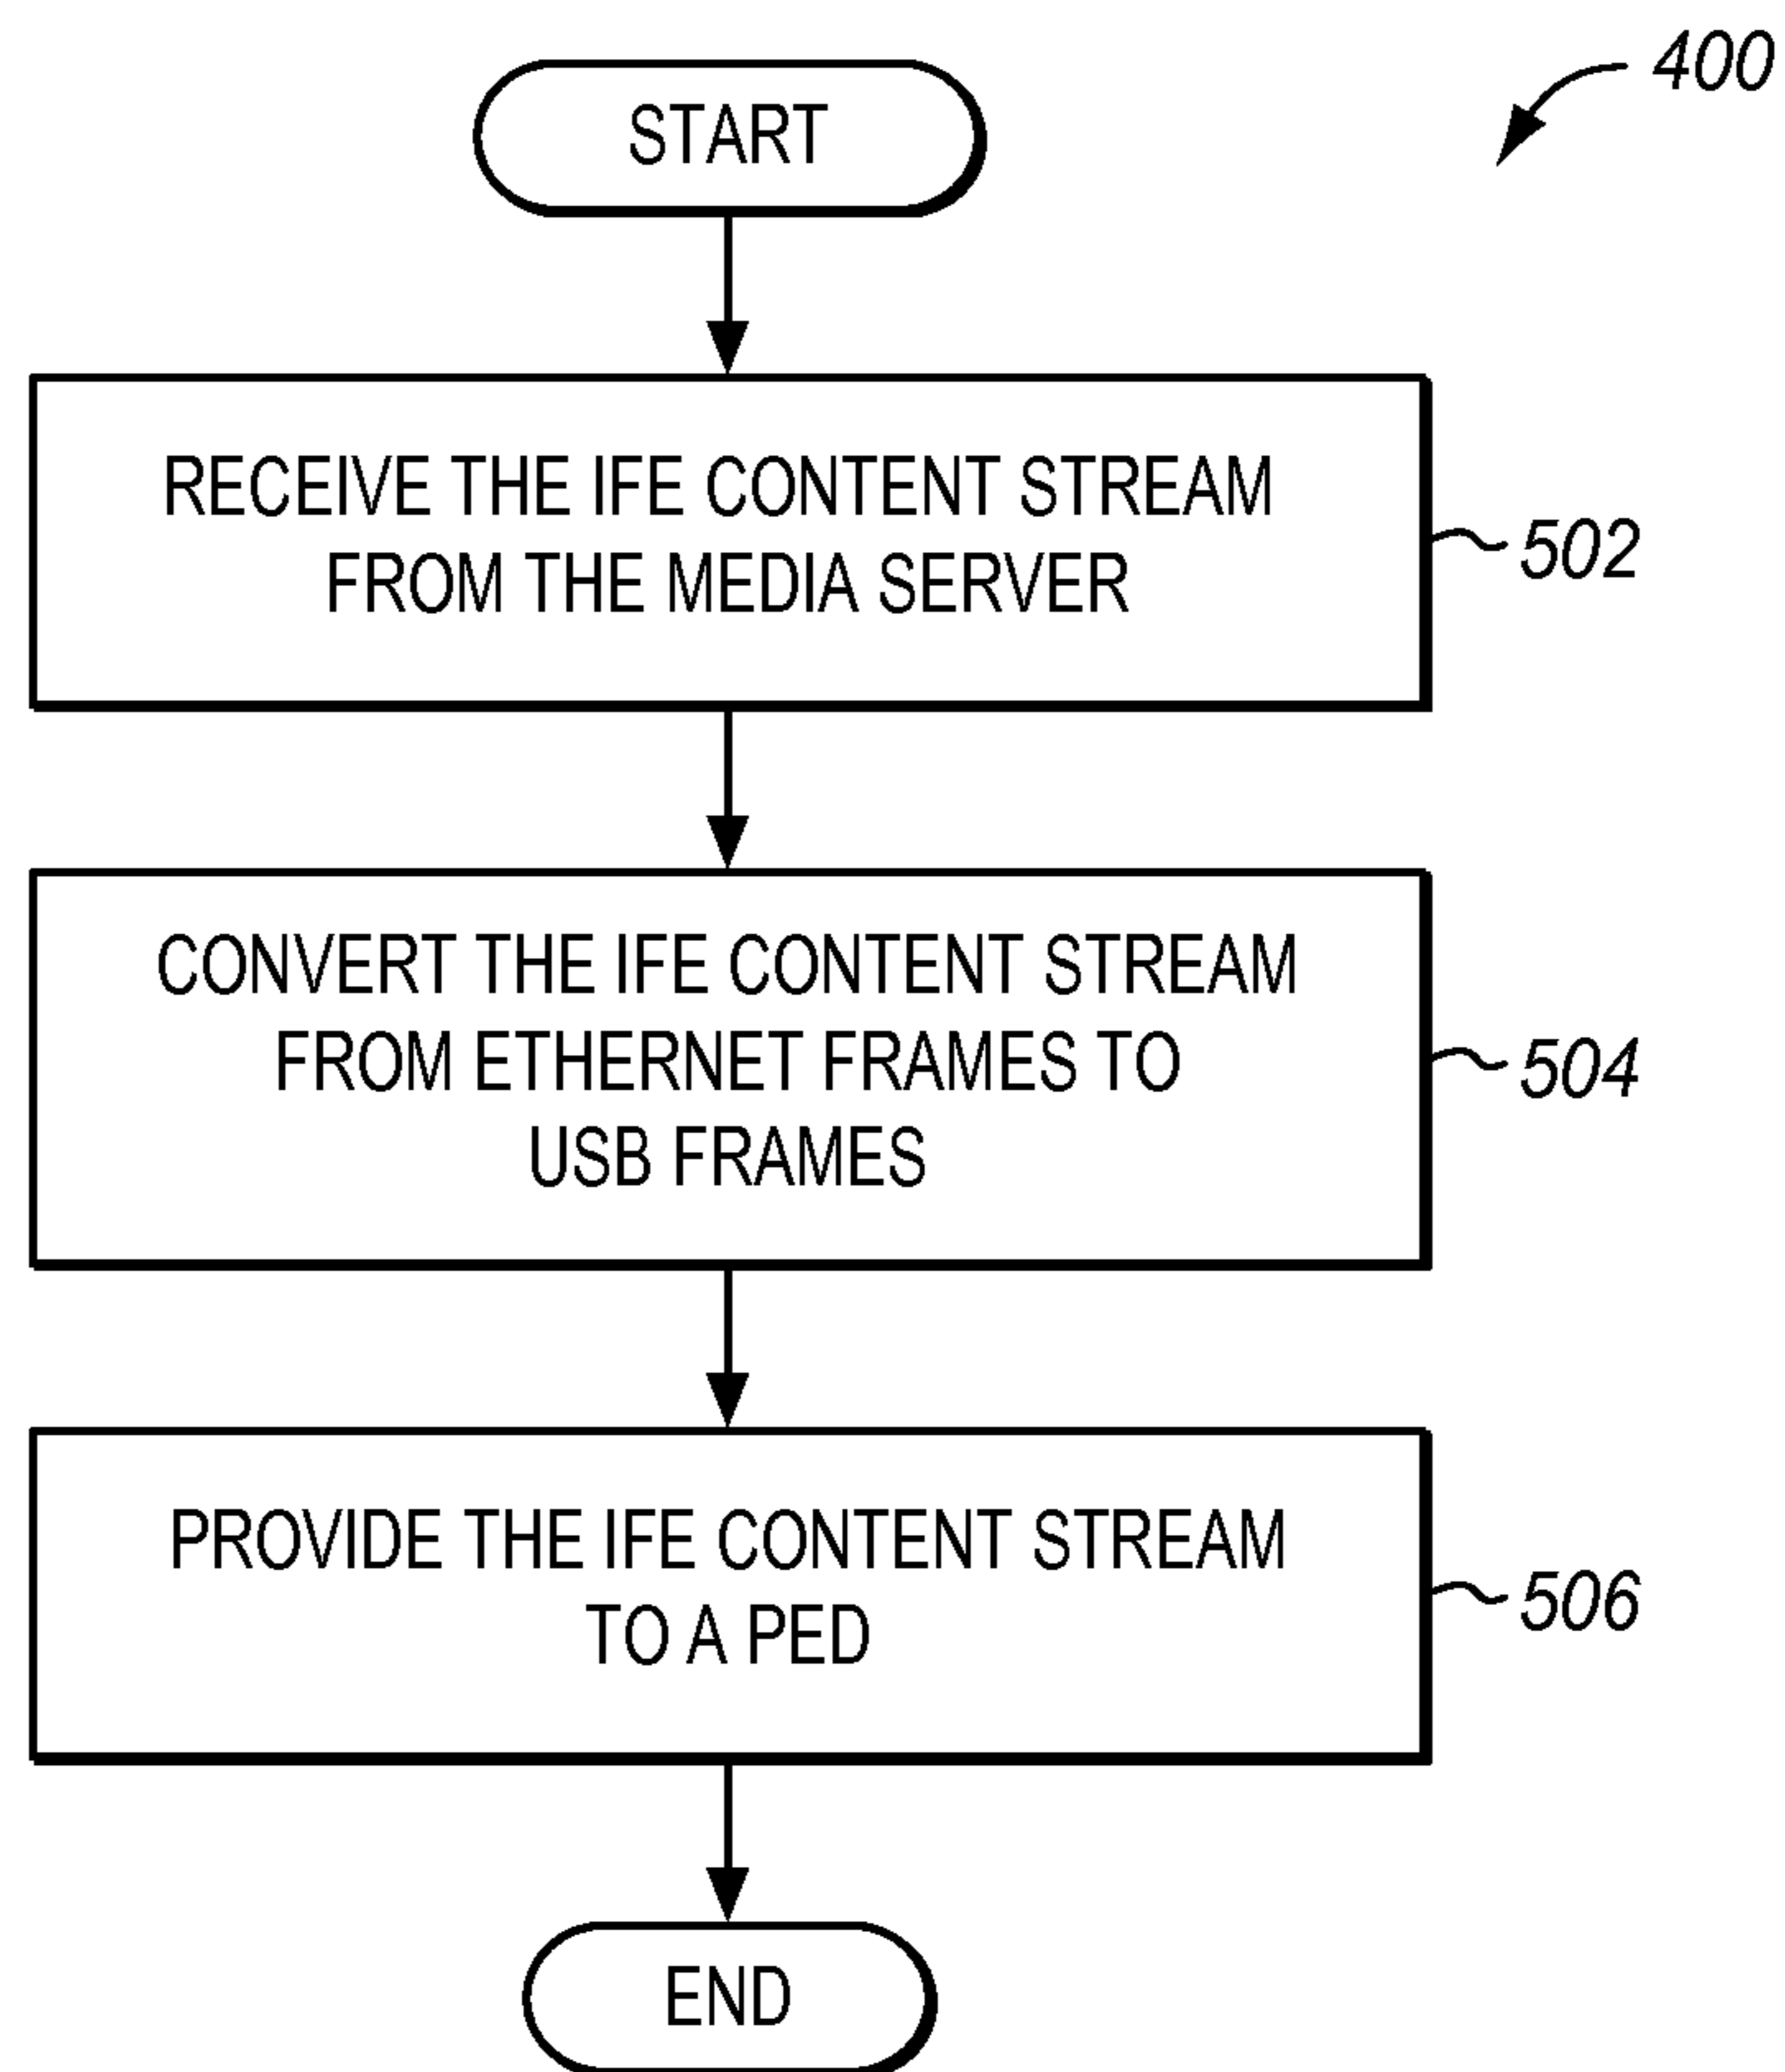 400
START
RECEIVE THE IFE CONTENT STREAM
FROM THE MEDIA SERVER
502
CONVERT THE IFE CONTENT STREAM
FROM ETHERNET FRAMES TO
USB FRAMES
504
PROVIDE THE IFE CONTENT STREAM
TO A PED
506
END